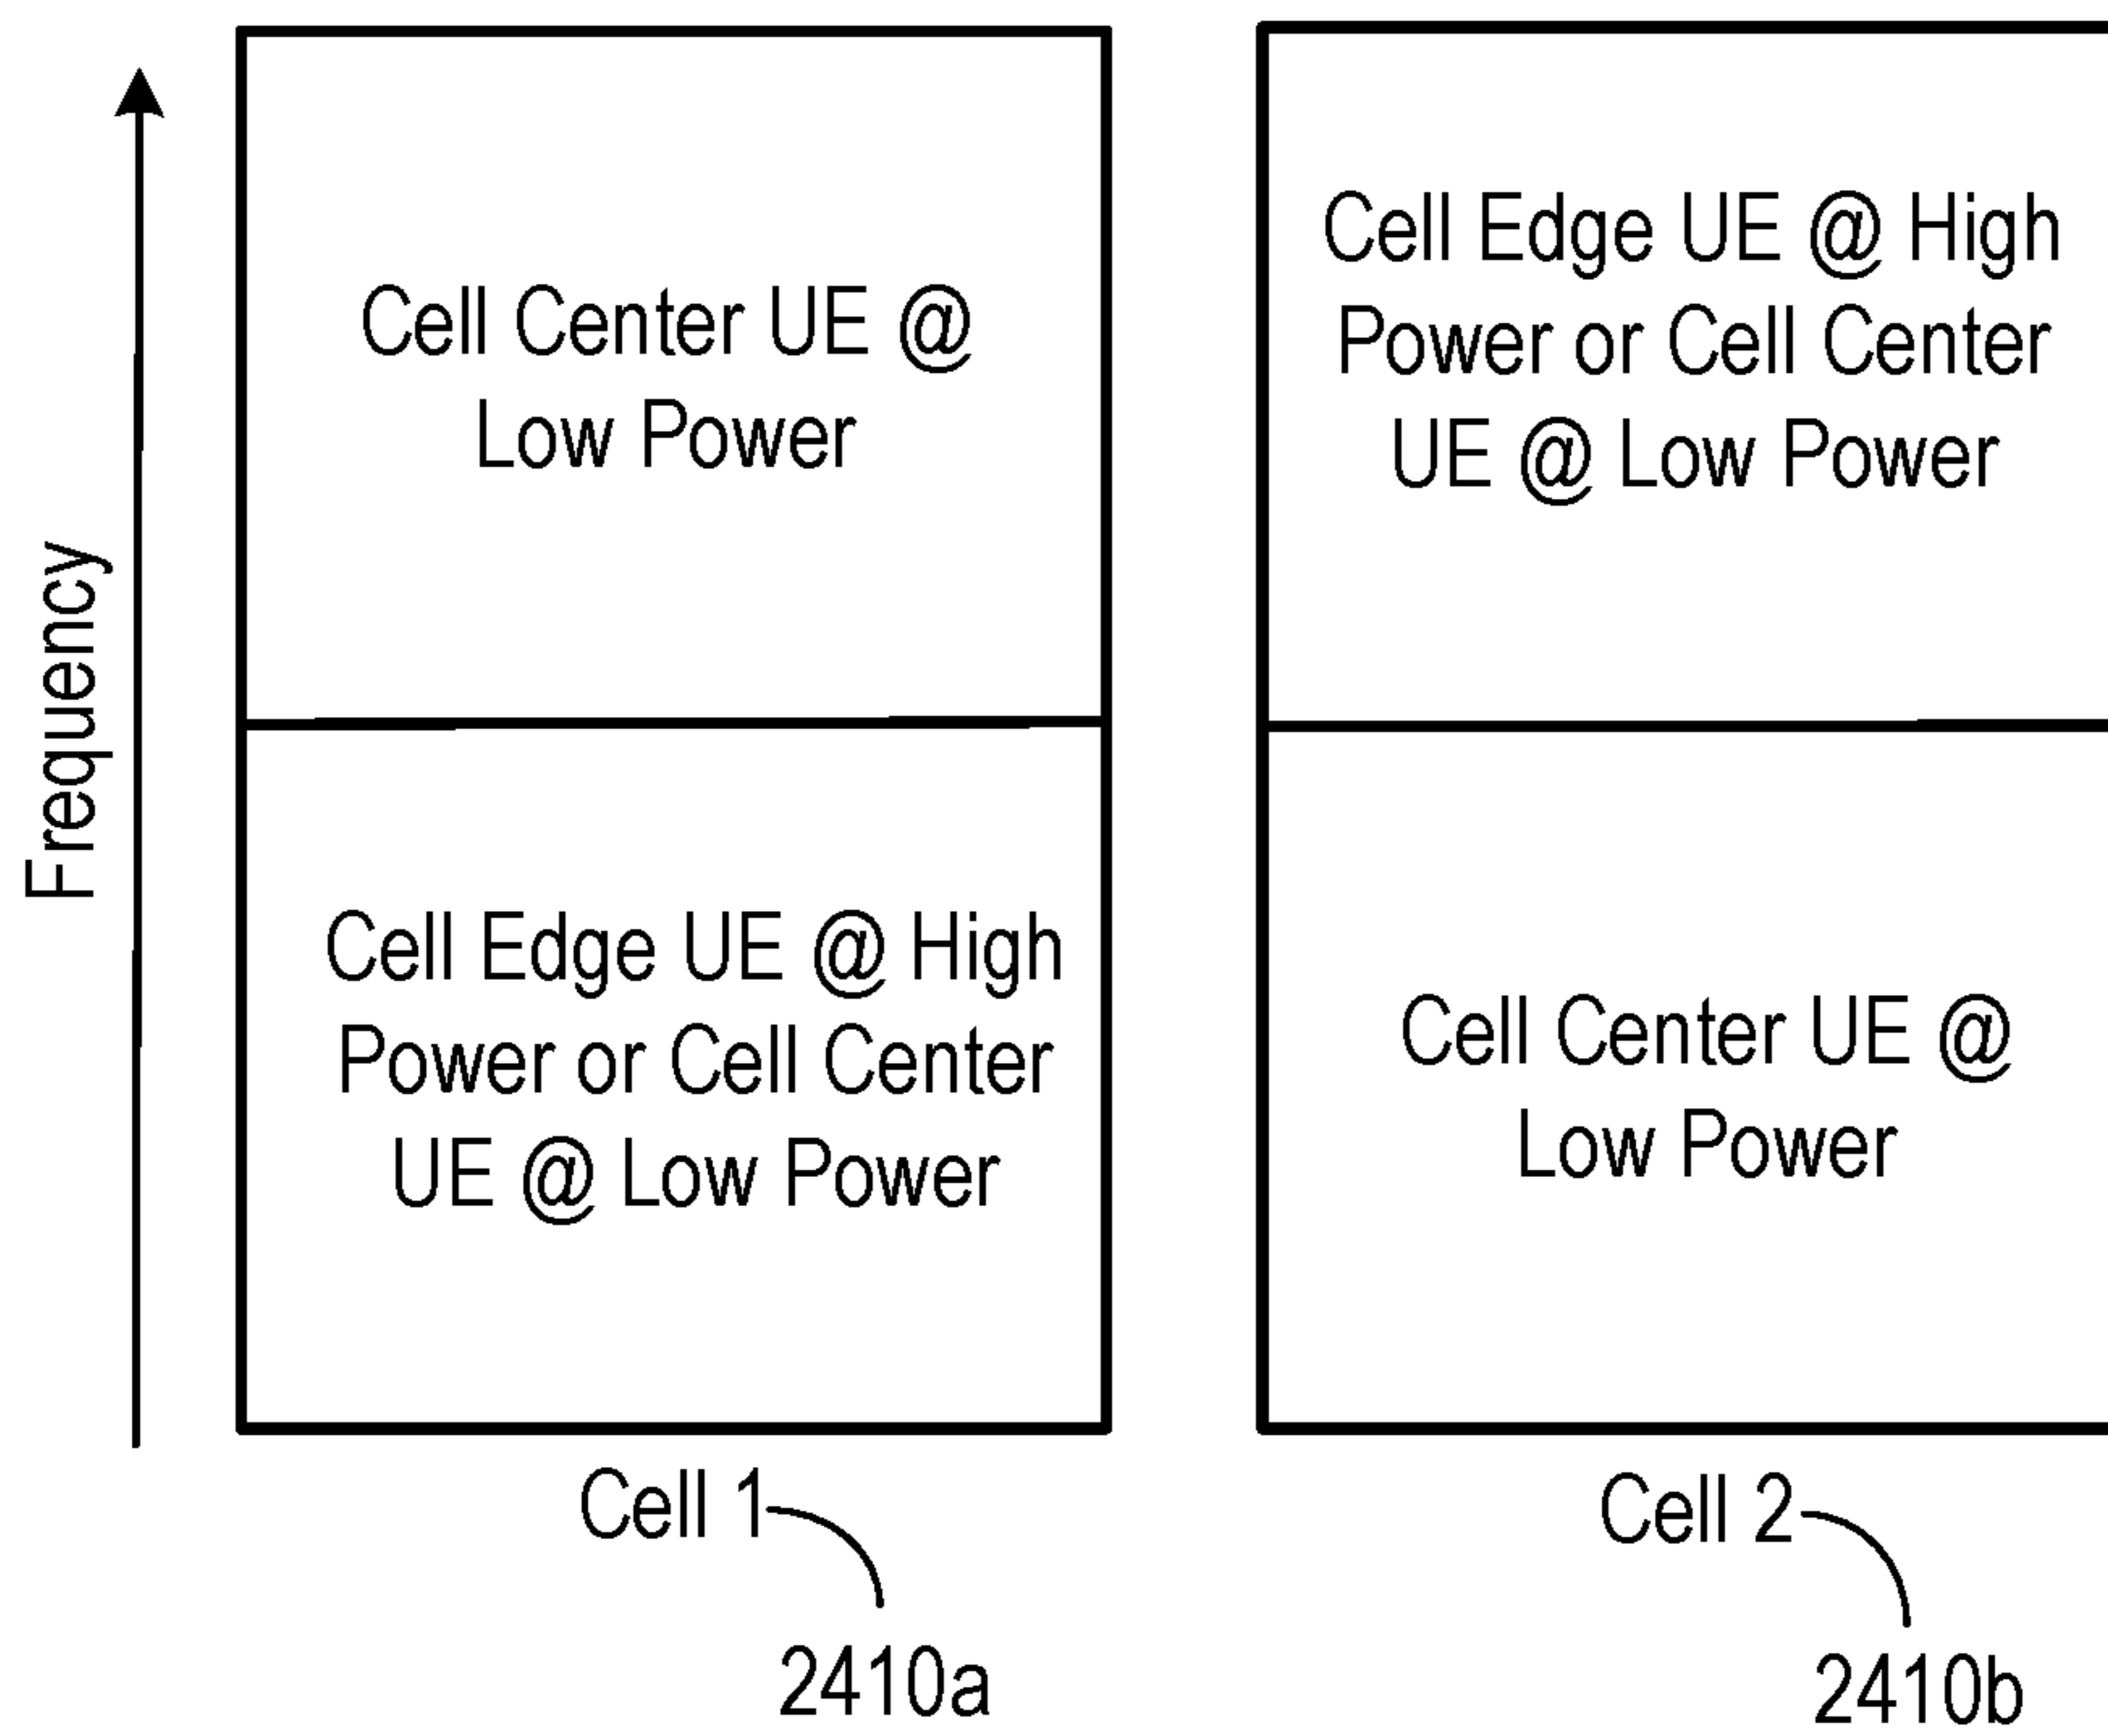 Frequency
Cell Center UE @
Low Power
Cell Edge UE @ High
Power or Cell Center
UE @ Low Power
Cell 1
2410a
Cell Edge UE @ High
Power or Cell Center
UE @ Low Power
Cell Center UE @
Low Power
Cell 2
2410b